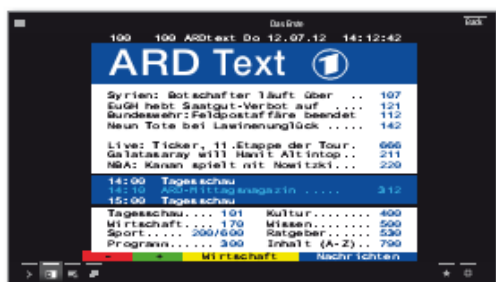 Das Erste
Back
100 100 ARDtext Do 12.07.12 14:12:42
ARD Text 1
Syrien: Botschafter läuft über .. 107
EuGH hebt Saatgut-Verbot auf .... 121
Bundeswehr:Feldpostaffäre beendet 112
Neun Tote bei Lawinenunglück ..... 142
Live: Ticker, 11.Etappe der Tour. 666
Galatasaray will Hamit Altintop.. 211
NBA: Kaman spielt mit Nowitzki... 220
14:00 Tagesschau
14:10 ARD-Mittagsmagazin ..... 312
15:00 Tagesschau
Tagesschau.... 101 Kultur....... 400
Wirtschaft.... 170 Wissen....... 500
Sport..... 200/600 Ratgeber..... 530
Programm...... 300 Inhalt (A-Z).. 790
- + Wirtschaft Nachrichten